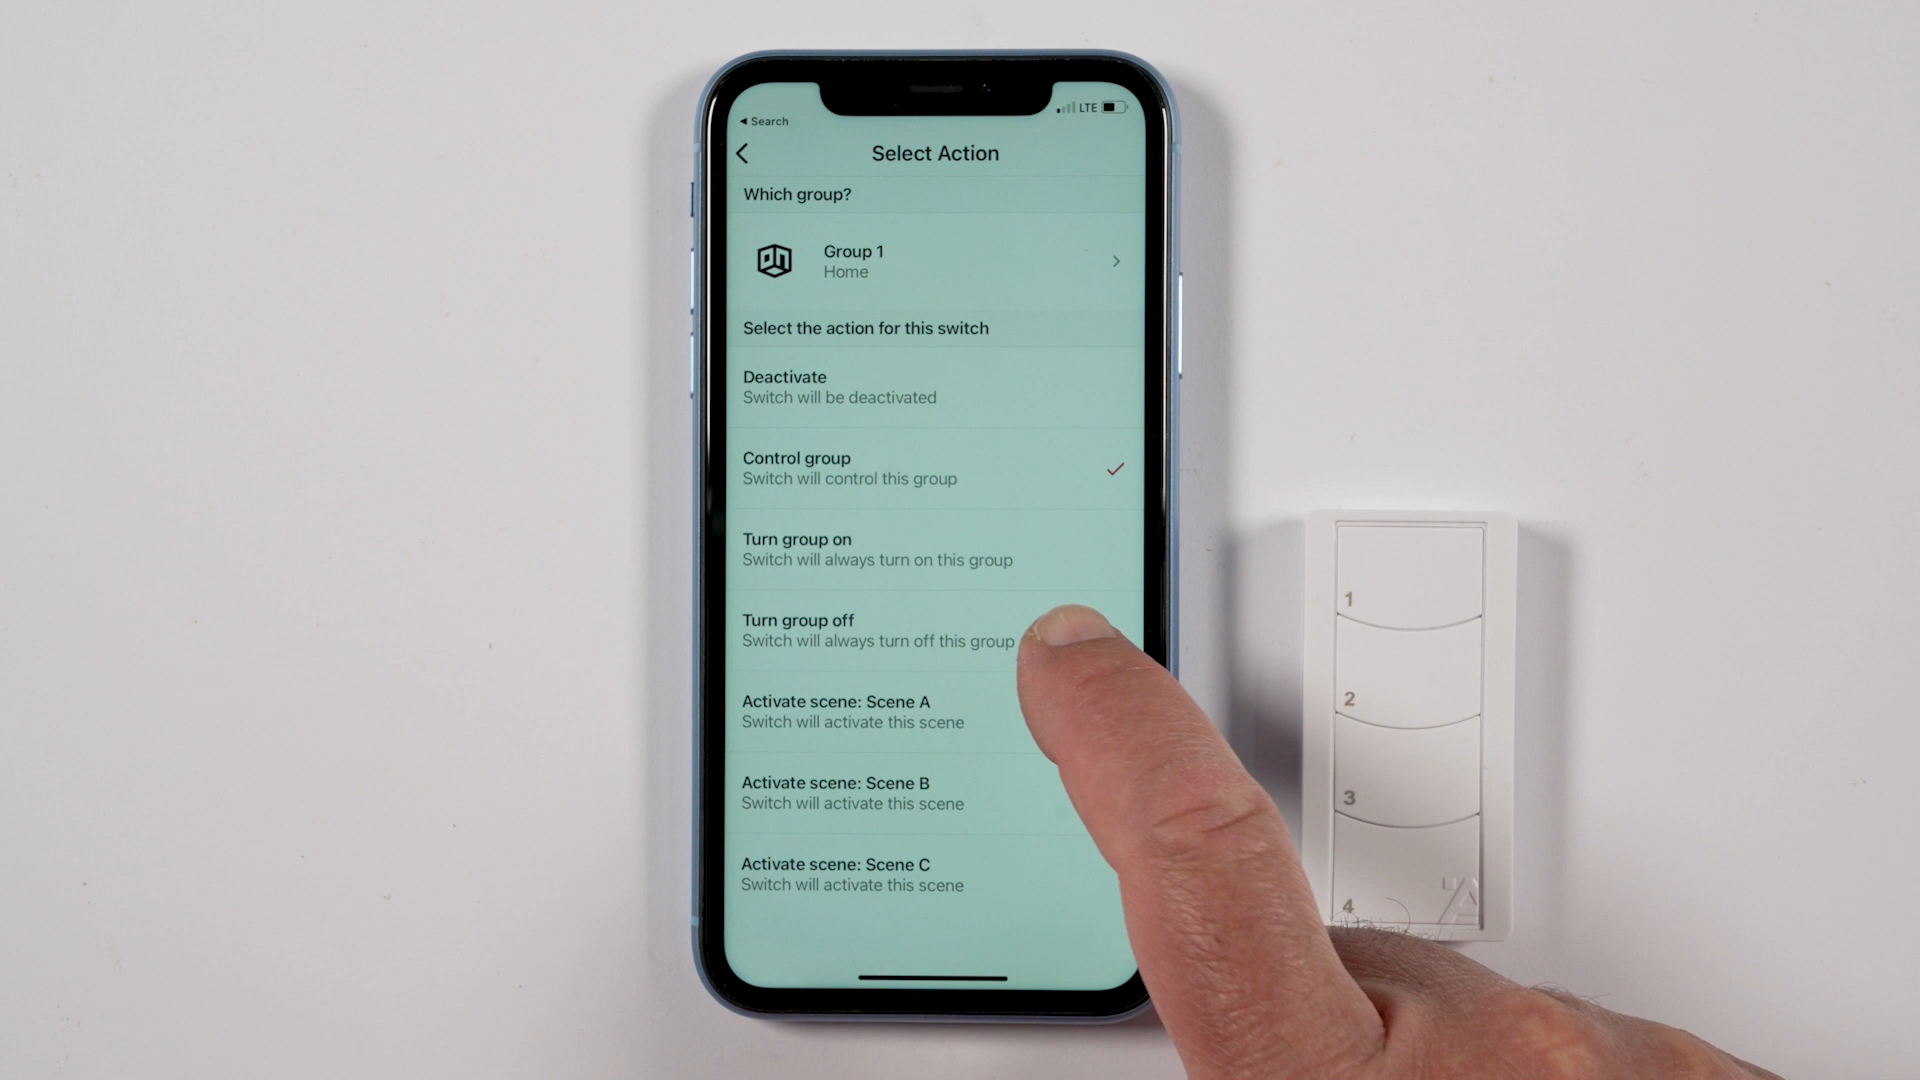 ◄ Search
LTE
Select Action
Which group?
Group 1
Home
Select the action for this switch
Deactivate
Switch will be deactivated
Control group
Switch will control this group
Turn group on
Switch will always turn on this group
Turn group off
Switch will always turn off this group
Activate scene: Scene A
Switch will activate this scene
Activate scene: Scene B
Switch will activate this scene
Activate scene: Scene C
Switch will activate this scene
1
2
3
4